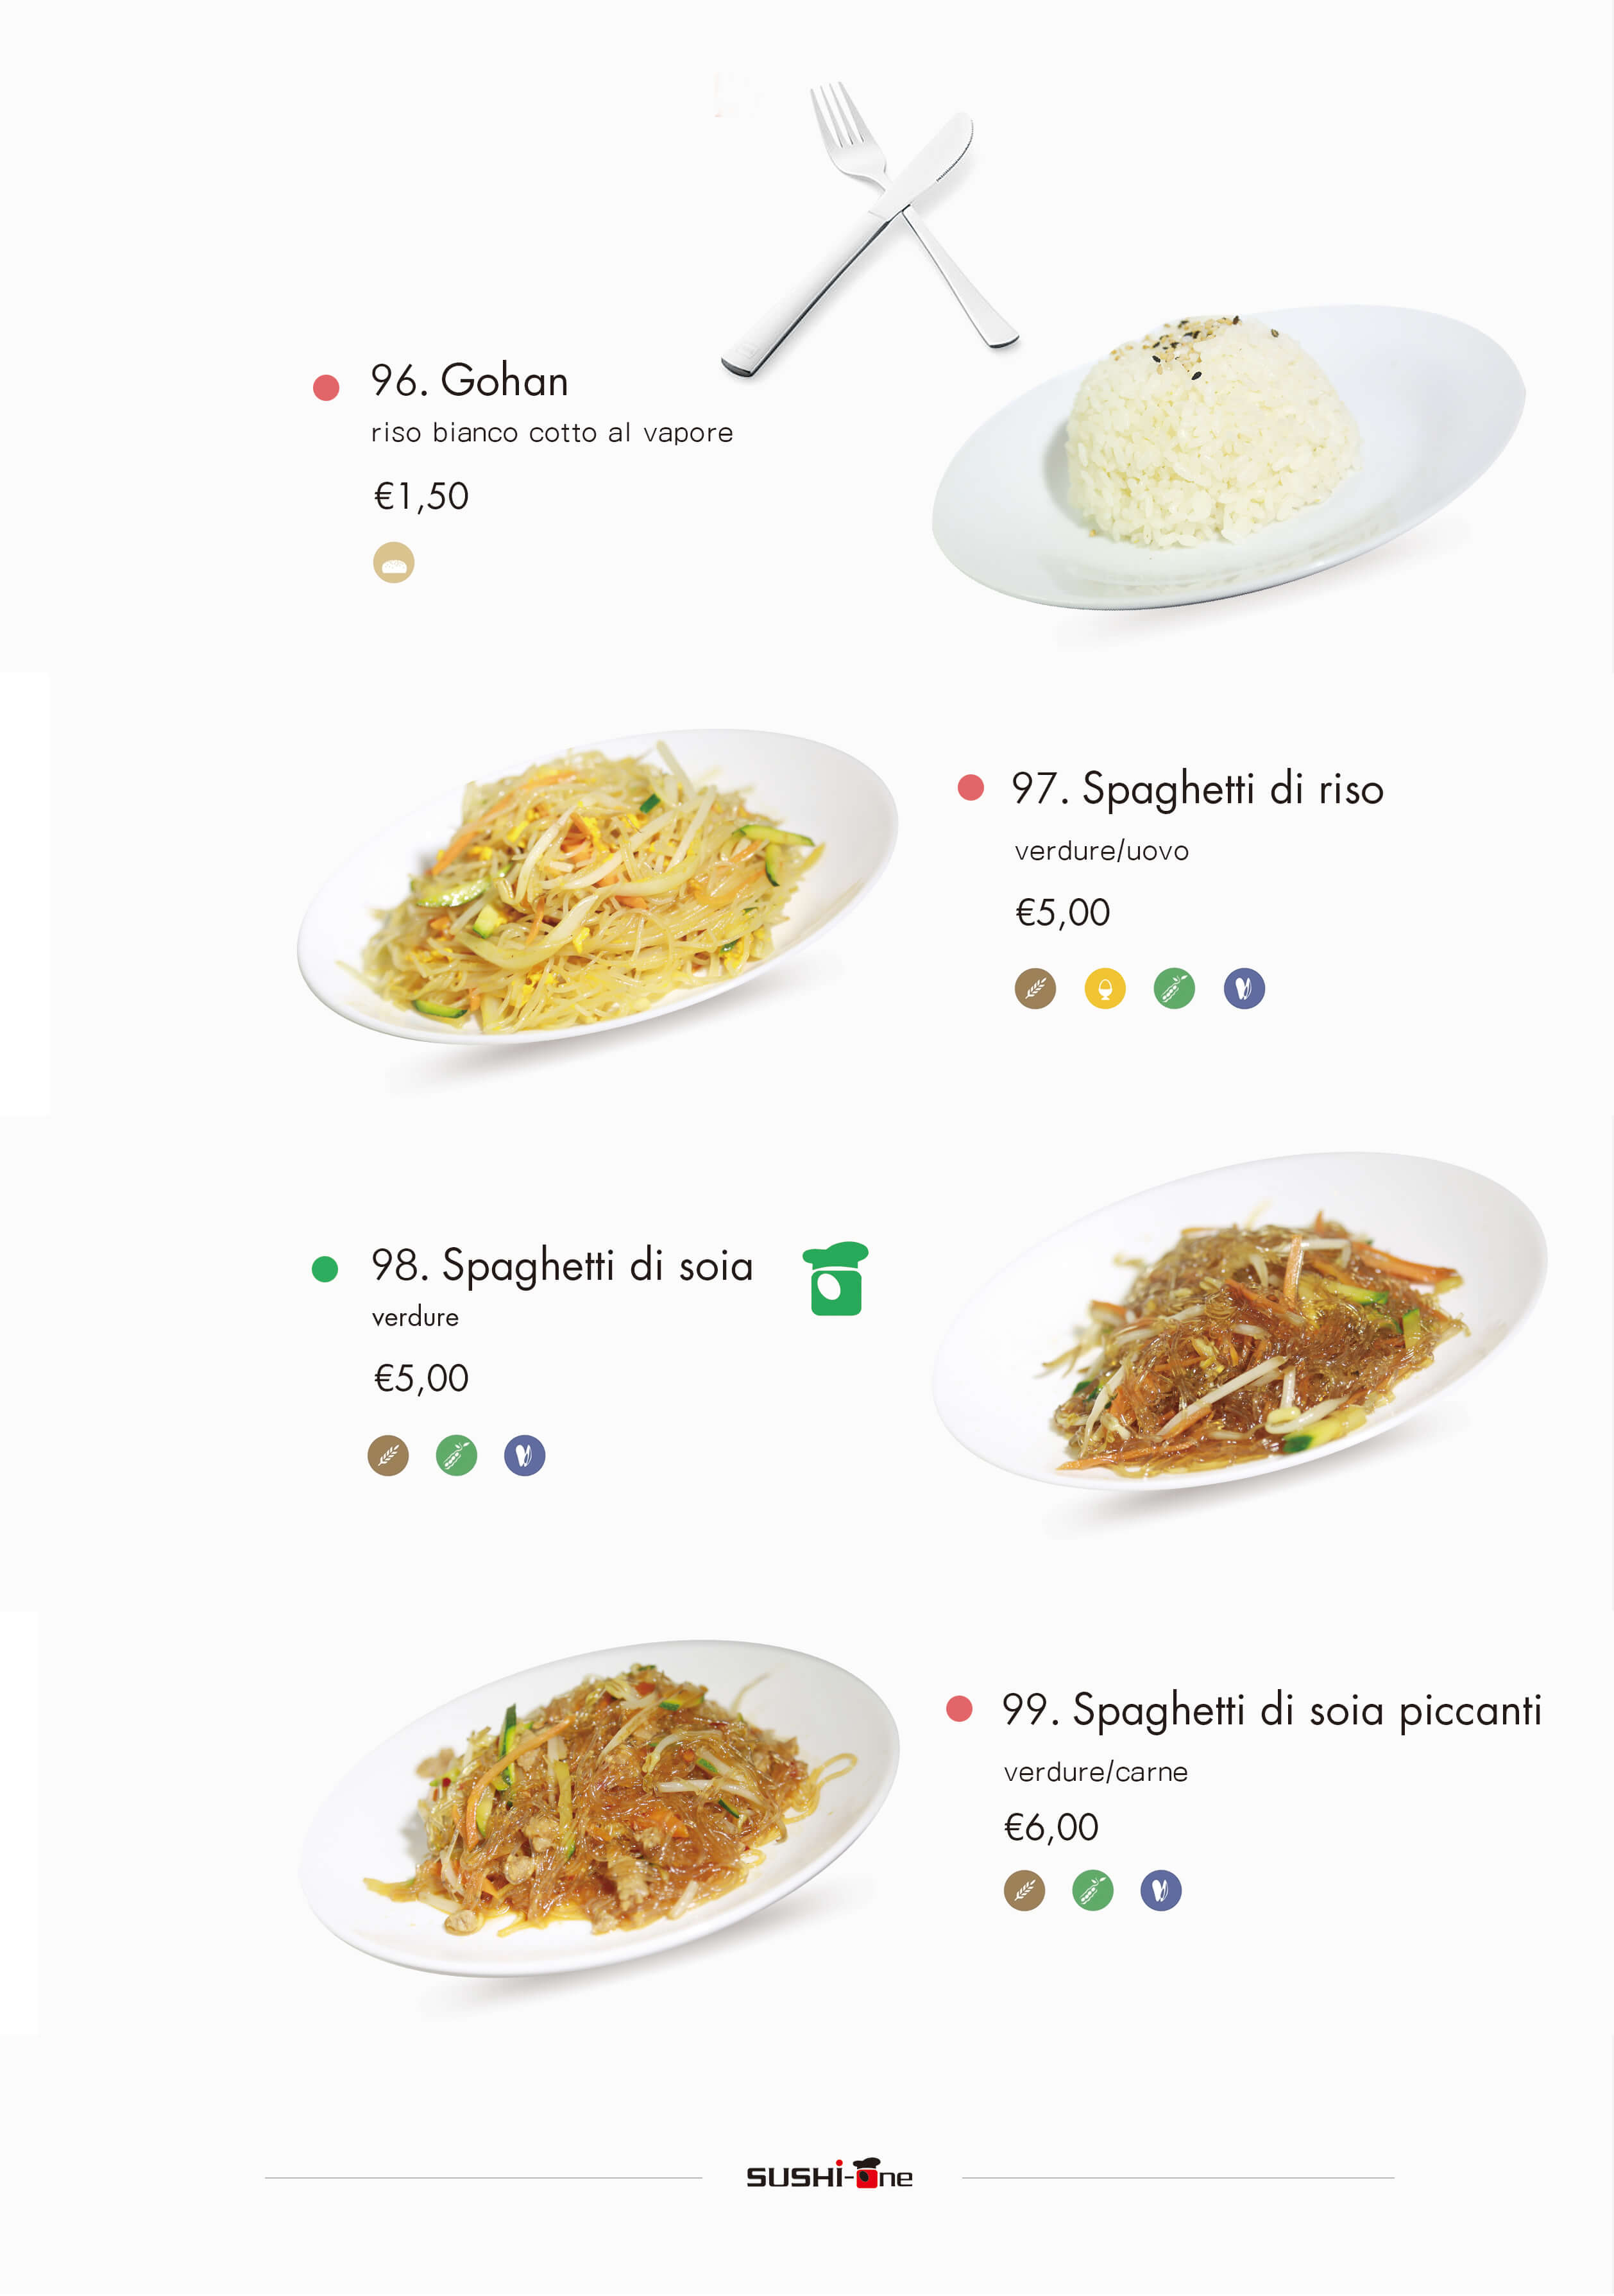 96. Gohan
riso bianco cotto al vapore
€1,50
97. Spaghetti di riso
verdure/uovo
€5,00
98. Spaghetti di soia
verdure
€5,00
99. Spaghetti di soia piccanti
verdure/carne
€6,00
SUSHI-One